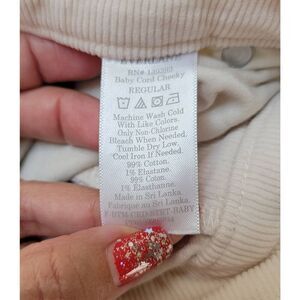 EVERLANE
Baby Cord Cheeky
REGULAR
Machine Wash Cold
With Like Colors.
Only Non-Chlorine
Bleach When Needed.
Tumble Dry Low,
Cool Iron If Needed.
99% Cotton.
1% Elastane.
99% Coton.
1% Elasthanne.
Made in Sri Lanka.
Fabrique en Sri Lanka.